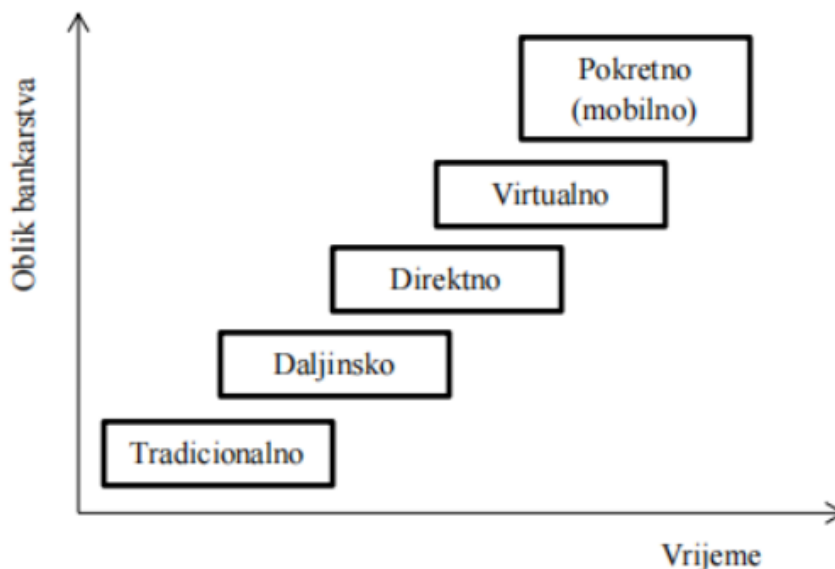 Pokretno
(mobilno)
Virtualno
Direktno
Daljinsko
Tradicionalno
Oblik bankarstva
Vrijeme